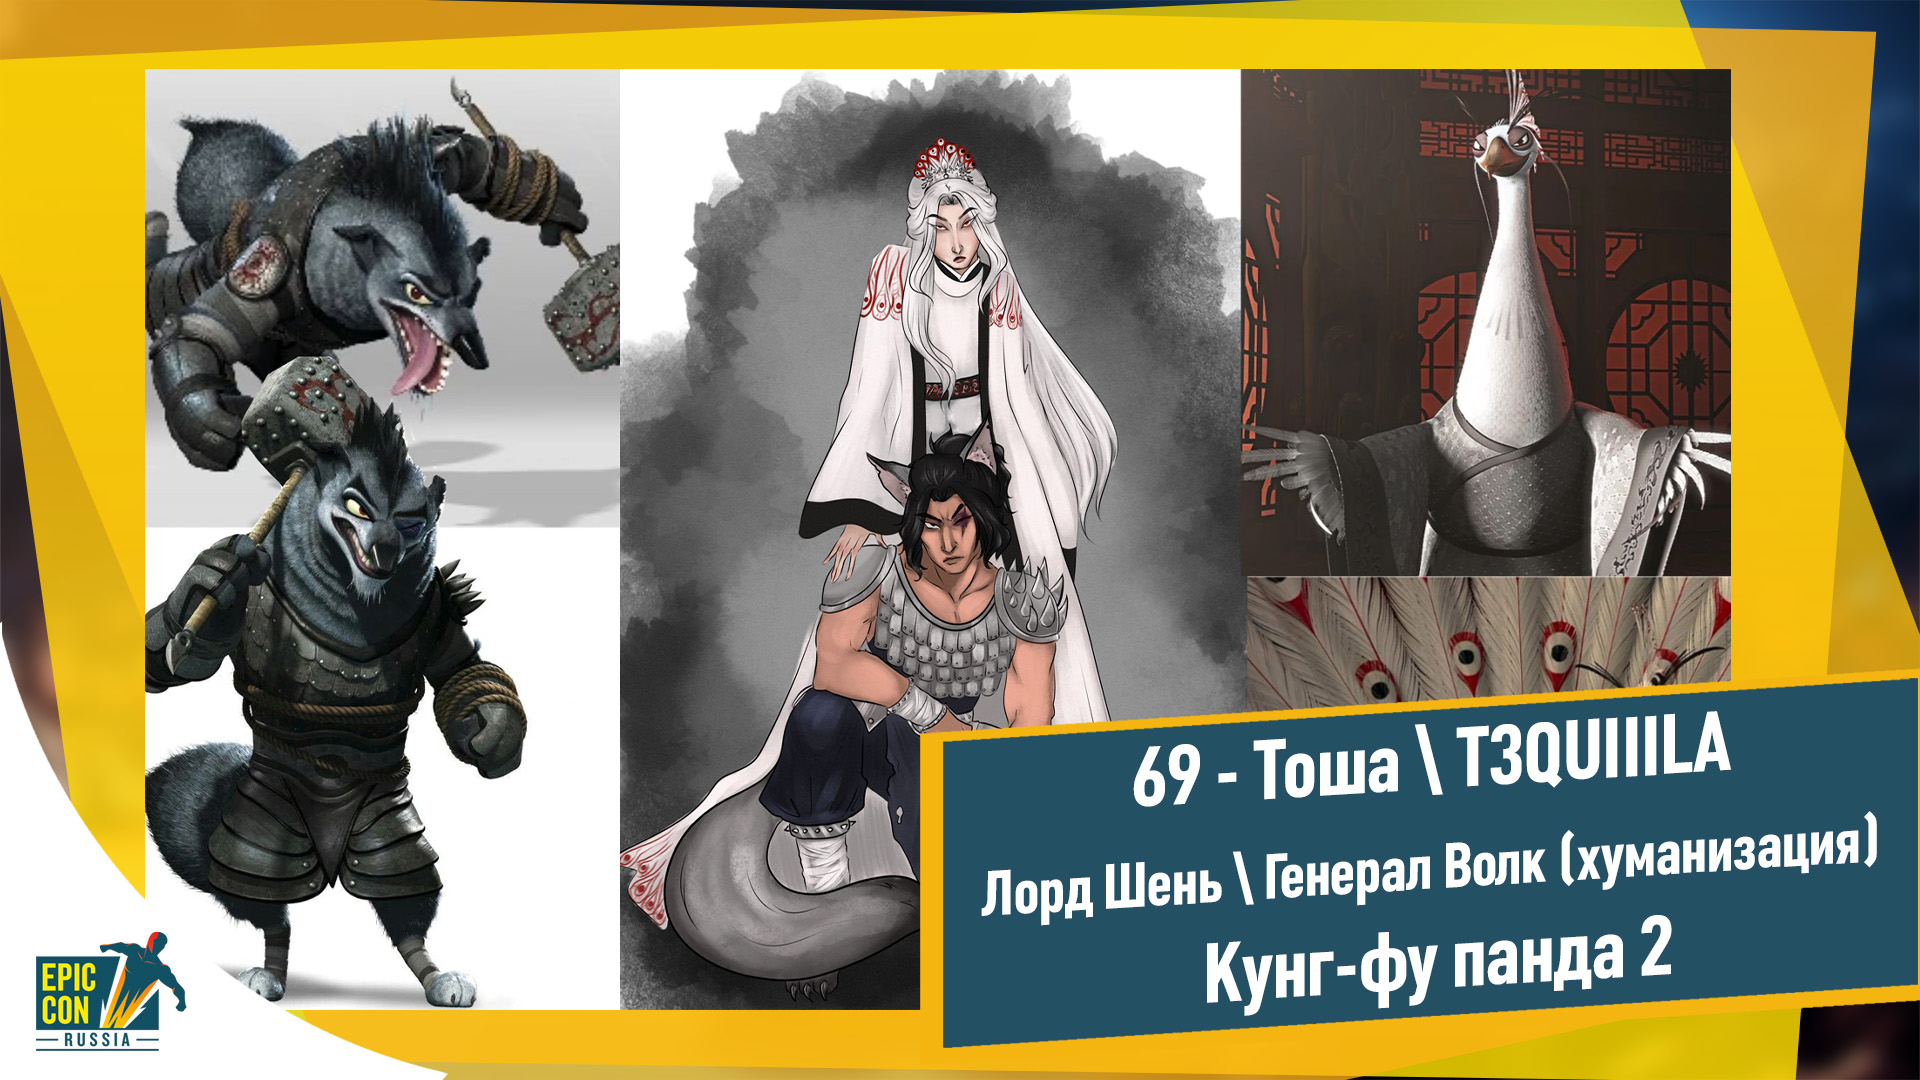 69 - Тоша \ T3QUIIILA
Лорд Шень \ Генерал Волк (хуманизация)
Кунг-фу панда 2
EPIC
CON
RUSSIA